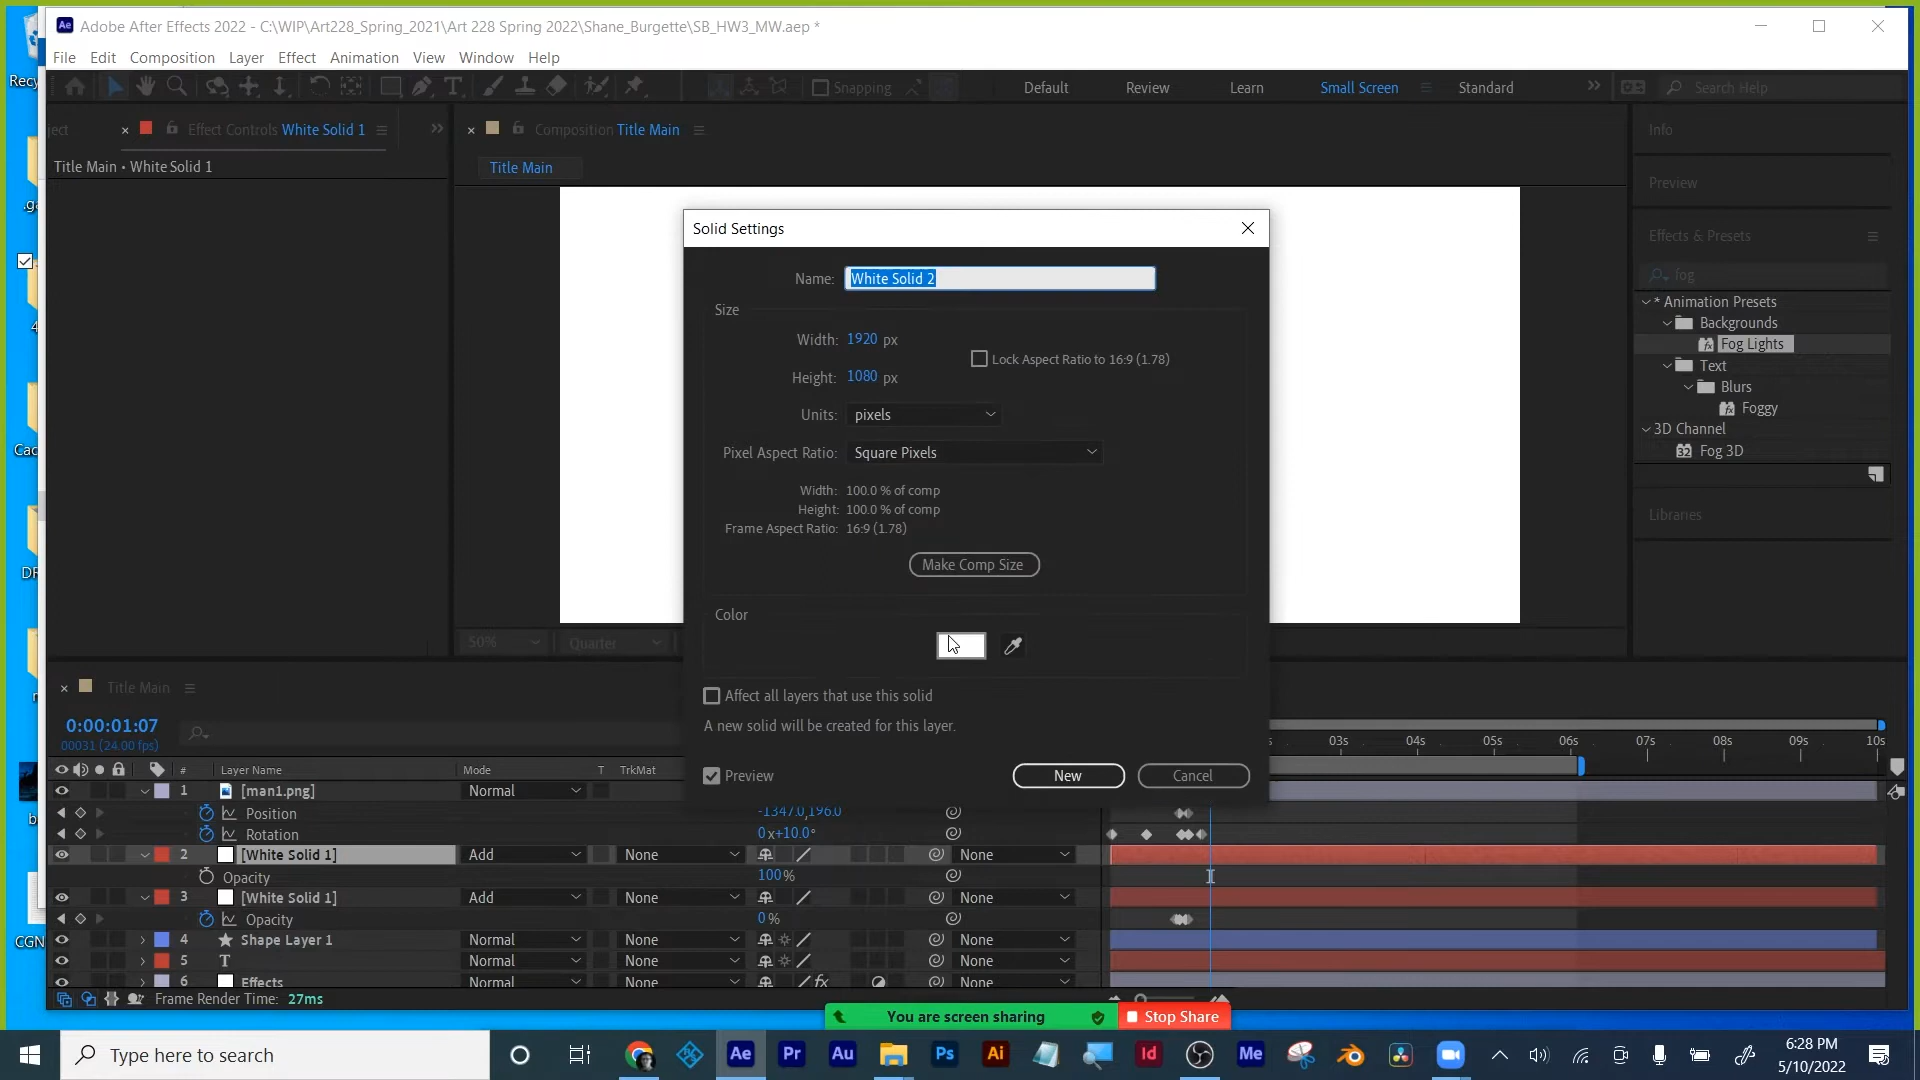 Adobe After Effects 2022 - C:\WIP\Art228_Spring_2021\Art 228 Spring 2022\Shane_Burgette\SB_HW3_MW.aep *
File Edit Composition Layer Effect Animation View Window Help
Snapping Default Review Learn Small Screen Standard Search Help
Effect Controls White Solid 1
Composition Title Main
Info
Title Main • White Solid 1
Title Main
Preview
Effects & Presets
fog
* Animation Presets
Backgrounds
Fog Lights
Text
Blurs
Foggy
3D Channel
32 Fog 3D
Libraries
Solid Settings
Name: White Solid 2
Size
Width: 1920 px
Lock Aspect Ratio to 16:9 (1.78)
Height: 1080 px
Units: pixels
Pixel Aspect Ratio: Square Pixels
Width: 100.0 % of comp
Height: 100.0 % of comp
Frame Aspect Ratio: 16:9 (1.78)
Make Comp Size
Color
Affect all layers that use this solid
A new solid will be created for this layer.
Preview
New Cancel
50% Quarter
Title Main
0:00:01:07
00031 (24.00 fps)
03s 04s 05s 06s 07s 08s 09s 10s
# Layer Name Mode T TrkMat
1 [man1.png] Normal
Position -1347.0,196.0
Rotation 0x+10.0°
2 [White Solid 1] Add None None
Opacity 100%
3 [White Solid 1] Add None None
Opacity 0%
4 Shape Layer 1 Normal None None
5 T Normal None None
6 Effects Normal None None
Frame Render Time: 27ms
You are screen sharing Stop Share
Type here to search
Ae Pr Au Ps Ai Id Me
6:28 PM
5/10/2022